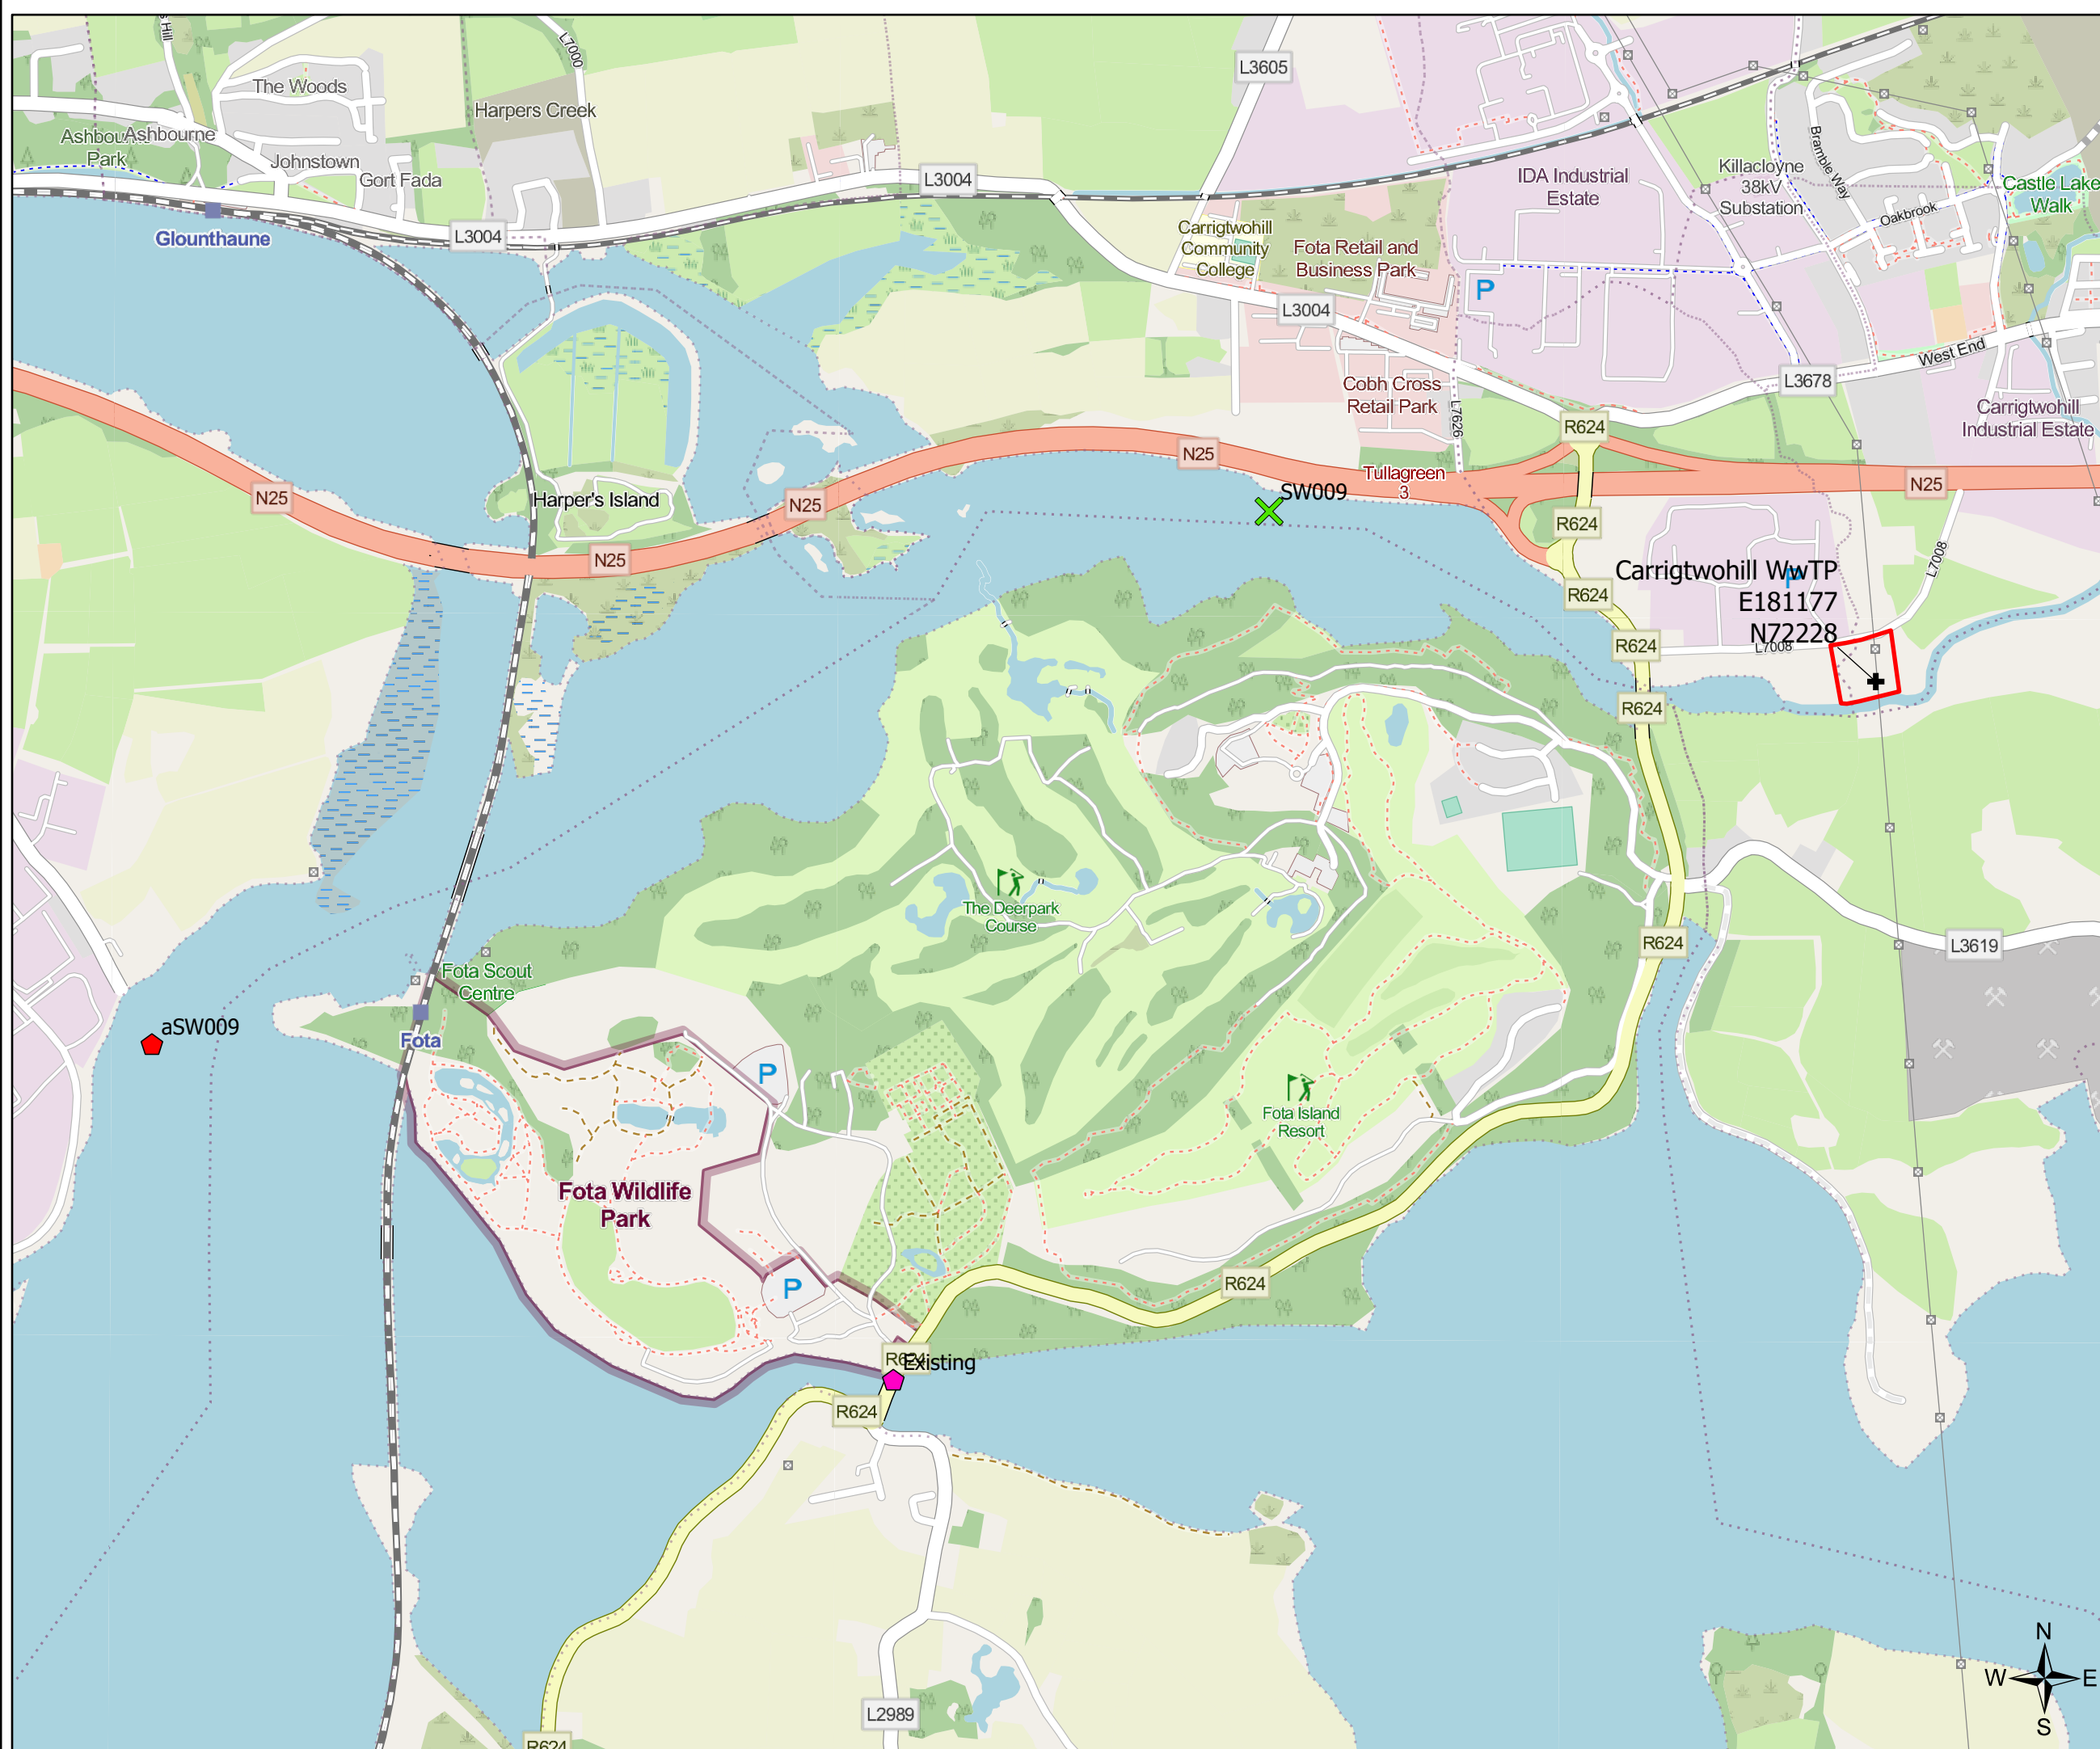 s Hill
L7000
L3605
The Woods
Harpers Creek
Ashbourne
Park
Ashbourne
Johnstown
Gort Fada
L3004
L3004
Glounthaune
Carrigtwohill
Community
College
Fota Retail and
Business Park
L3004
P
IDA Industrial
Estate
Killacloyne
38kV
Substation
Bramble Way
Oakbrook
Castle Lake
Walk
Cobh Cross
Retail Park
L7626
L3678
West End
Carrigtwohill
Industrial Estate
R624
N25
N25
N25
N25
N25
Harper's Island
Tullagreen
3
SW009
R624
R624
R624
R624
L7008
L7008
P
Carrigtwohill WwTP
E181177
N72228
The Deerpark
Course
R624
L3619
Fota Scout
Centre
Fota
aSW009
P
Fota Island
Resort
Fota Wildlife
Park
P
R624
R624
Existing
R624
L2989
R624
N
W
E
S